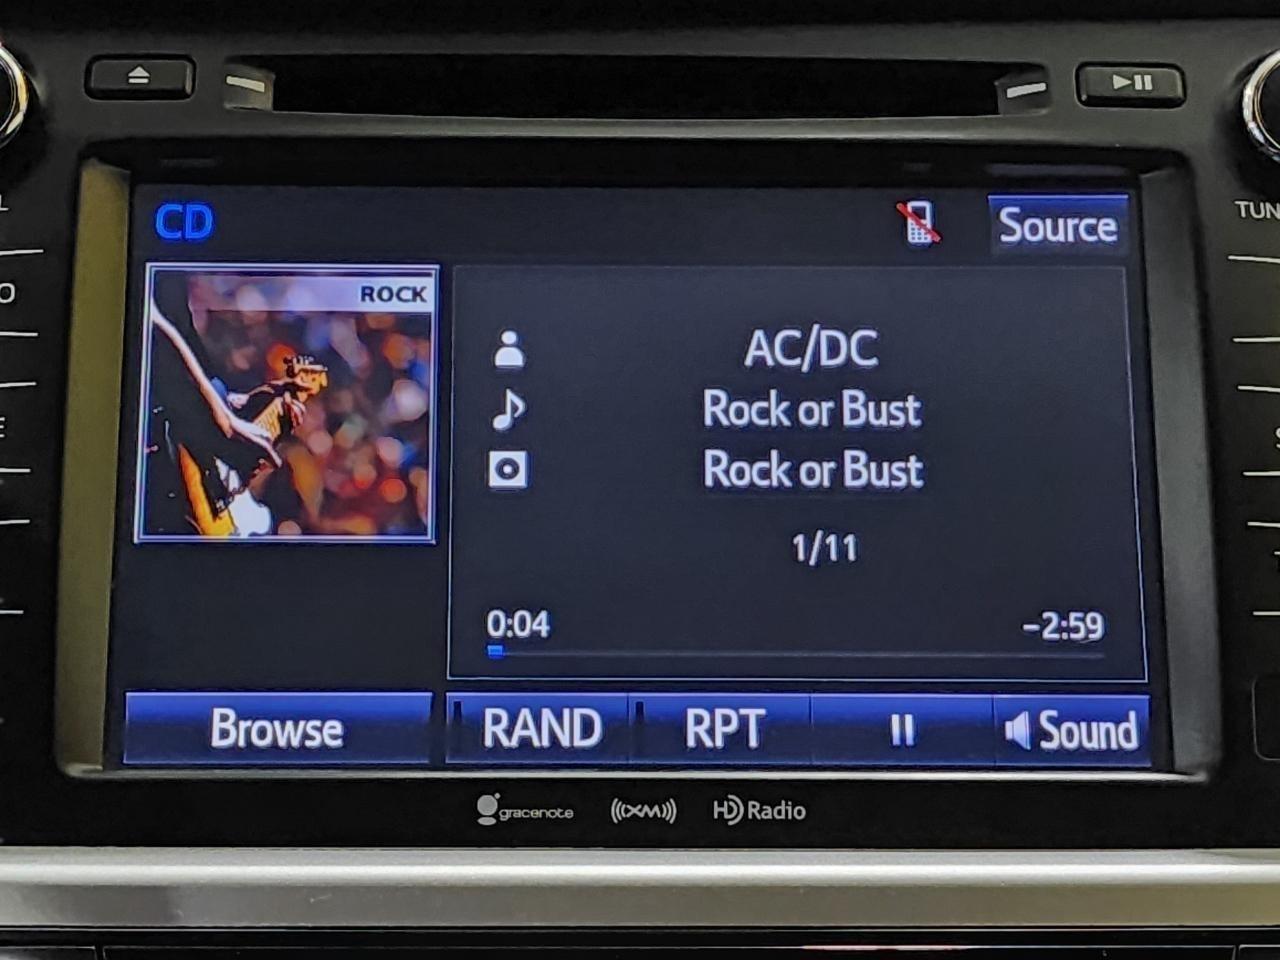 TUN
CD
Source
ROCK
AC/DC
Rock or Bust
Rock or Bust
1/11
0:04
-2:59
Browse
RAND
RPT
Sound
gracenote
XM
HD Radio